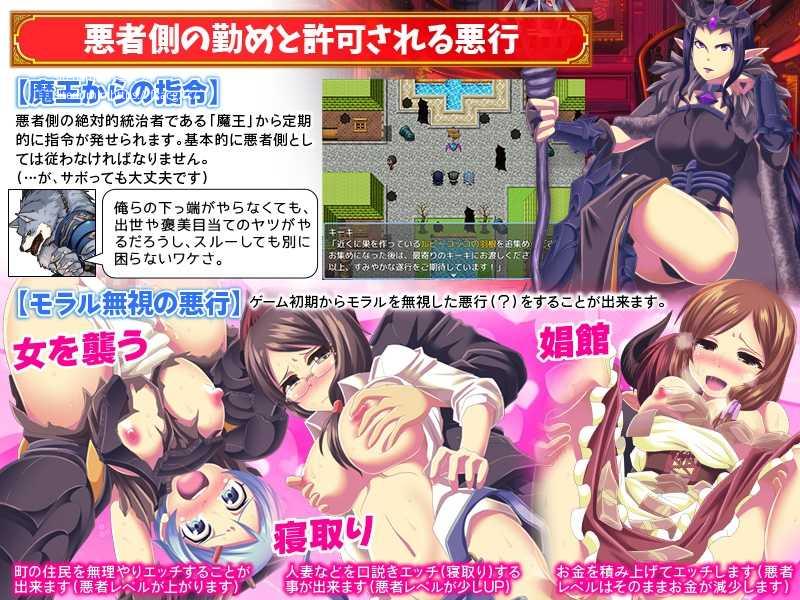 悪者側の勤めと許可される悪行
【魔王からの指令】
悪者側の絶対的統治者である「魔王」から定期
的に指令が発せられます。基本的に悪者側とし
ては従わなければなりません。
(…が、サボっても大丈夫です)
俺らの下っ端がやらなくても、
出世や褒美目当てのヤツがや
るだろうし、スルーしても別に
困らないワケさ。
キーキ
「近くに巣を作っているルビーコッコの羽根を追集め
お集めになった後は、最寄りのキーキにお渡しくださ
以上、すみやかな遂行をご期待しています!」
【モラル無視の悪行】ゲーム初期からモラルを無視した悪行(?)をすることが出来ます。
女を襲う
娼館
寝取り
町の住民を無理やりエッチすることが
出来ます(悪者レベルが上がります)
人妻などを口説きエッチ(寝取り)する
事が出来ます(悪者レベルが少しUP)
お金を積み上げてエッチします(悪者
レベルはそのままお金が減少します)